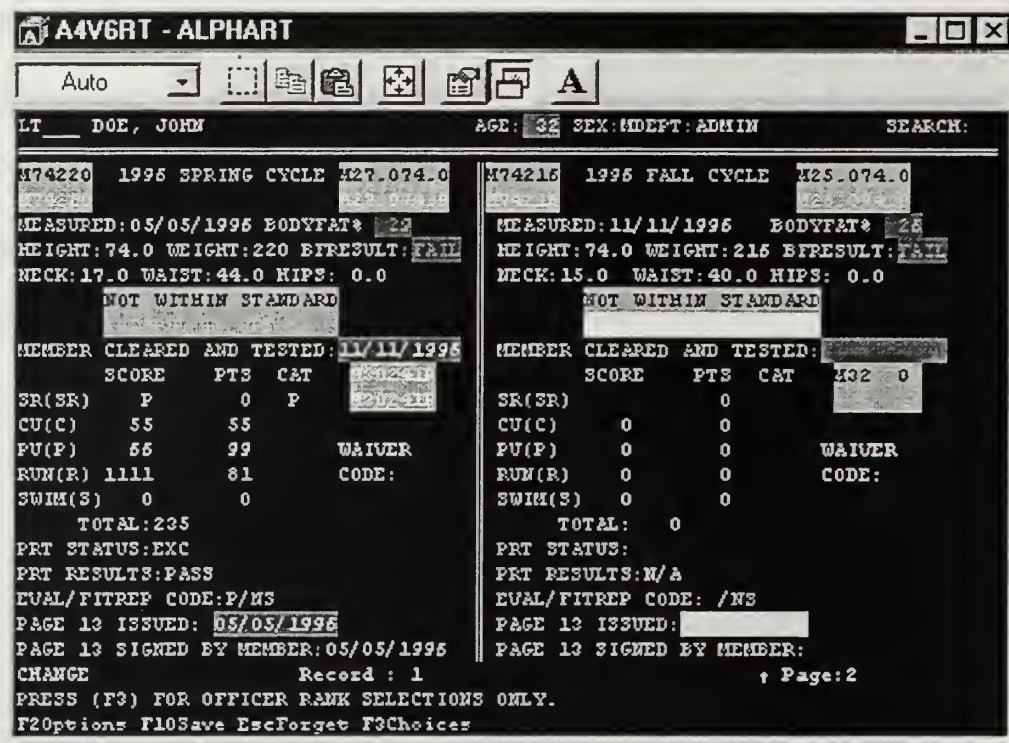 A4V6RT - ALPHART
Auto A
LT___ DOE, JOHN AGE: 32 SEX:MDEPT:ADMIN SEARCH:
M74220 1996 SPRING CYCLE M27.074.0 M74216 1996 FALL CYCLE M25.074.0
MEASURED:05/05/1996 BODYFAT% 29 MEASURED:11/11/1996 BODYFAT% 26
HEIGHT:74.0 WEIGHT:220 BFRESULT:FAIL HEIGHT:74.0 WEIGHT:216 BFRESULT:FAIL
NECK:17.0 WAIST:44.0 HIPS: 0.0 NECK:15.0 WAIST:40.0 HIPS: 0.0
NOT WITHIN STANDARD NOT WITHIN STANDARD
MEMBER CLEARED AND TESTED:11/11/1996 MEMBER CLEARED AND TESTED:
SCORE PTS CAT SCORE PTS CAT M32 0
SR(SR) P 0 P SR(SR) 0
CU(C) 55 55 CU(C) 0 0
PU(P) 66 99 WAIVER PU(P) 0 0 WAIVER
RUN(R) 1111 81 CODE: RUN(R) 0 0 CODE:
SWIM(S) 0 0 SWIM(S) 0 0
TOTAL:235 TOTAL: 0
PRT STATUS:EXC PRT STATUS:
PRT RESULTS:PASS PRT RESULTS:N/A
EVAL/FITREP CODE:P/NS EVAL/FITREP CODE: /NS
PAGE 13 ISSUED: 05/05/1996 PAGE 13 ISSUED:
PAGE 13 SIGNED BY MEMBER:05/05/1996 PAGE 13 SIGNED BY MEMBER:
CHANGE Record : 1 ↑ Page:2
PRESS (F3) FOR OFFICER RANK SELECTIONS ONLY.
F2Options F10Save EscForget F3Choices